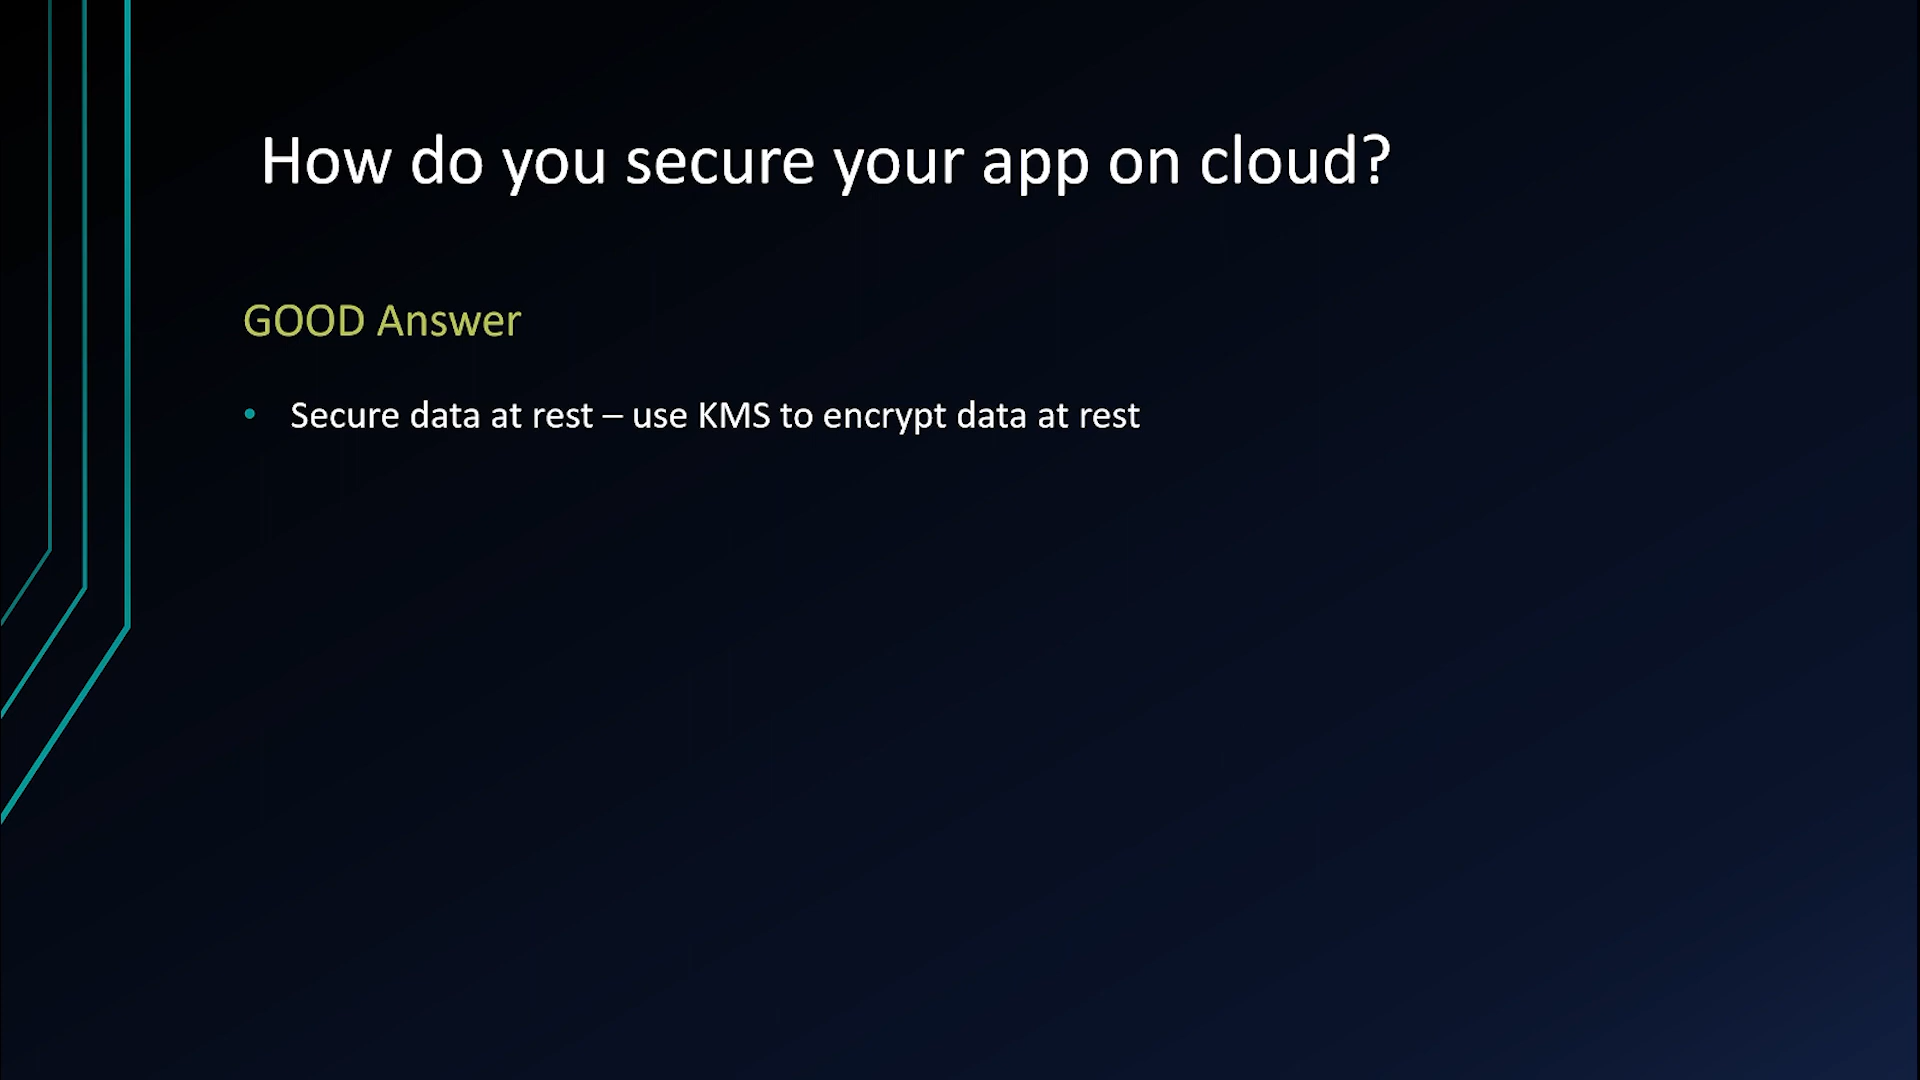 How do you secure your app on cloud?
GOOD Answer
• Secure data at rest – use KMS to encrypt data at rest